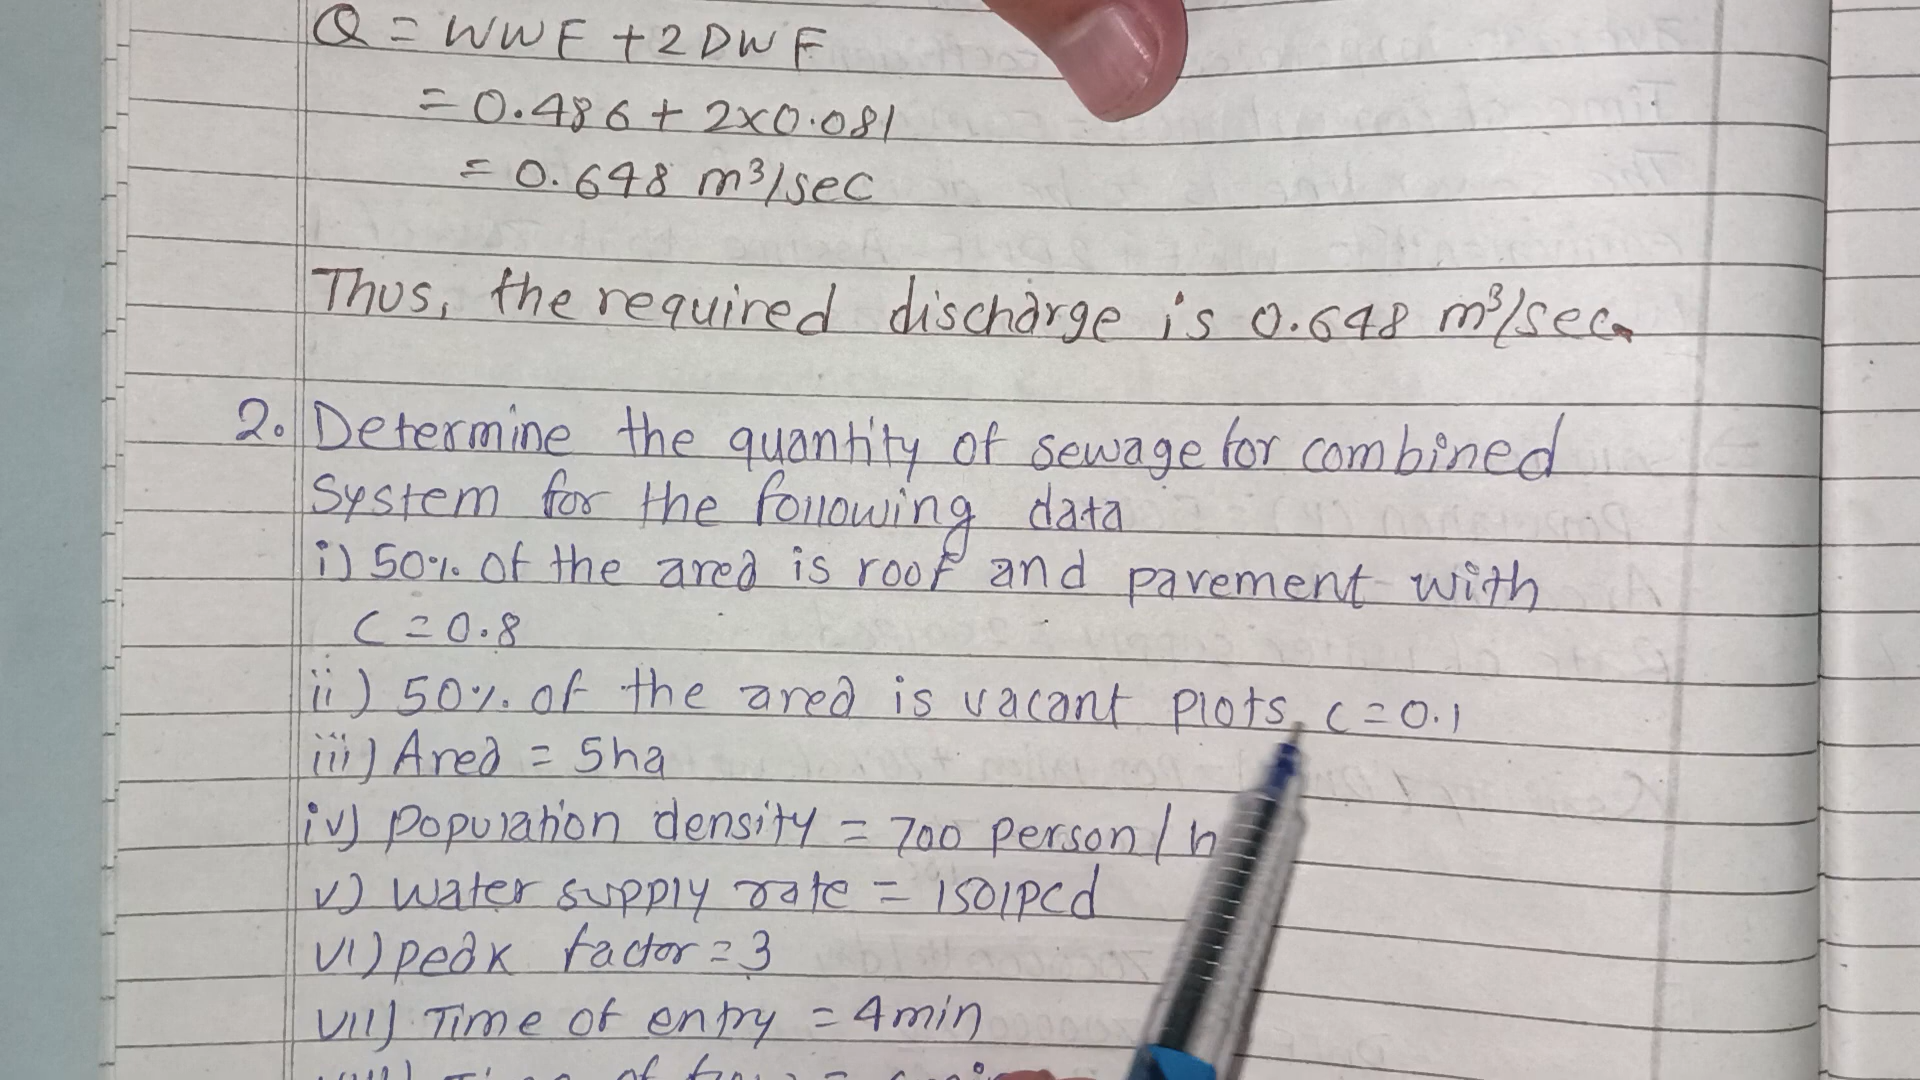 Q = WWF + 2DWF
= 0.486 + 2x0.081
= 0.648 m³/sec
Thus, the required discharge is 0.648 m³/sec.
2. Determine the quantity of sewage for combined
System for the following data
i) 50% of the area is roof and pavement with
C = 0.8
ii) 50% of the area is vacant plots C = 0.1
iii) Area = 5ha
iv) population density = 700 person / h
v) water supply rate = 150lpcd
vi) peak factor = 3
vii) Time of entry = 4min